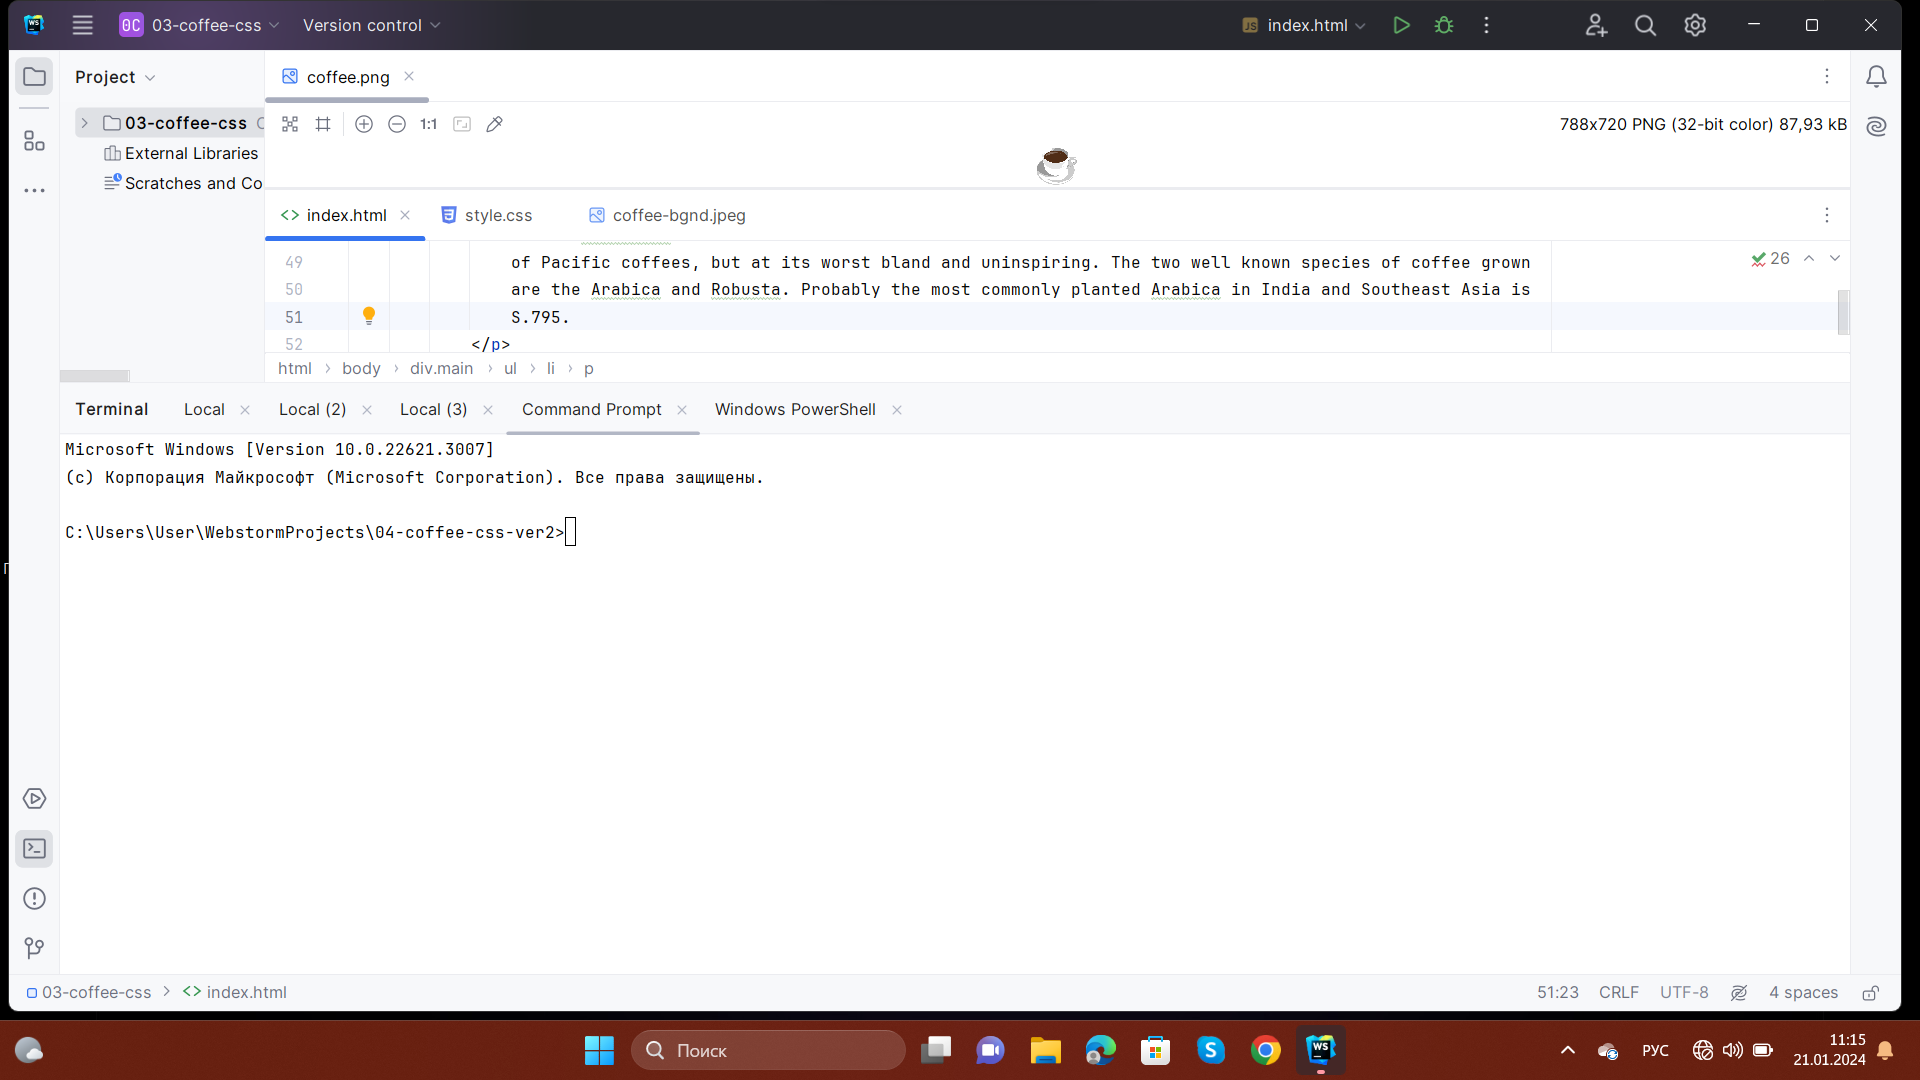 WS
0C 03-coffee-css
Version control
JS index.html
Project
coffee.png
03-coffee-css
1:1
788x720 PNG (32-bit color) 87,93 kB
External Libraries
Scratches and Co
index.html
style.css
coffee-bgnd.jpeg
49 of Pacific coffees, but at its worst bland and uninspiring. The two well known species of coffee grown
26
50 are the Arabica and Robusta. Probably the most commonly planted Arabica in India and Southeast Asia is
51 S.795.
52 </p>
html › body › div.main › ul › li › p
Terminal
Local
Local (2)
Local (3)
Command Prompt
Windows PowerShell
Microsoft Windows [Version 10.0.22621.3007]
(c) Корпорация Майкрософт (Microsoft Corporation). Все права защищены.
C:\Users\User\WebstormProjects\04-coffee-css-ver2>
03-coffee-css > <> index.html
51:23
CRLF
UTF-8
4 spaces
Поиск
S
WS
РУС
11:15
21.01.2024